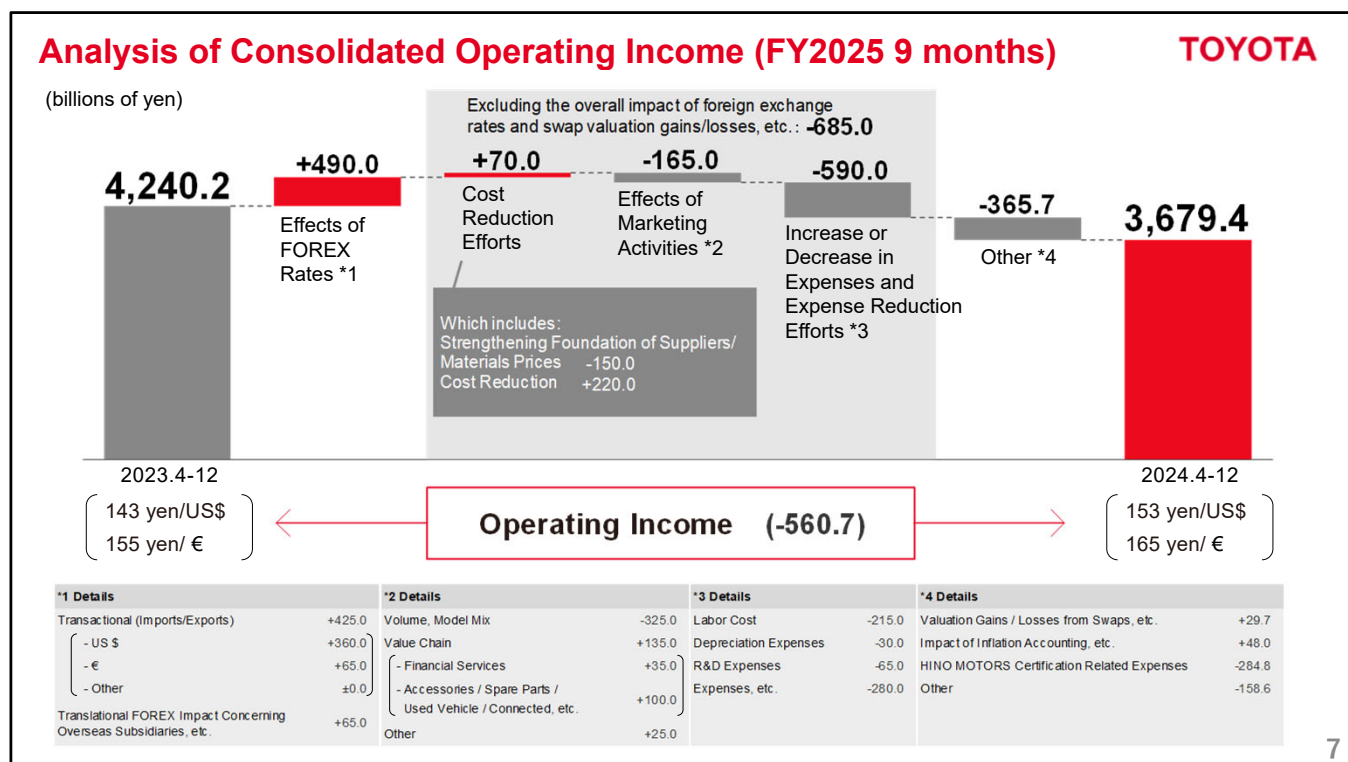 Analysis of Consolidated Operating Income (FY2025 9 months)
TOYOTA
(billions of yen)
Excluding the overall impact of foreign exchange
rates and swap valuation gains/losses, etc.: -685.0
4,240.2
+490.0
Effects of
FOREX
Rates *1
+70.0
Cost
Reduction
Efforts
-165.0
Effects of
Marketing
Activities *2
-590.0
Increase or
Decrease in
Expenses and
Expense Reduction
Efforts *3
-365.7
Other *4
3,679.4
Which includes:
Strengthening Foundation of Suppliers/
Materials Prices -150.0
Cost Reduction +220.0
2023.4-12
143 yen/US$
155 yen/ €
Operating Income (-560.7)
2024.4-12
153 yen/US$
165 yen/ €
*1 Details
Transactional (Imports/Exports) +425.0
- US $ +360.0
- € +65.0
- Other ±0.0
Translational FOREX Impact Concerning
Overseas Subsidiaries, etc. +65.0
*2 Details
Volume, Model Mix -325.0
Value Chain +135.0
- Financial Services +35.0
- Accessories / Spare Parts /
Used Vehicle / Connected, etc. +100.0
Other +25.0
*3 Details
Labor Cost -215.0
Depreciation Expenses -30.0
R&D Expenses -65.0
Expenses, etc. -280.0
*4 Details
Valuation Gains / Losses from Swaps, etc. +29.7
Impact of Inflation Accounting, etc. +48.0
HINO MOTORS Certification Related Expenses -284.8
Other -158.6
7